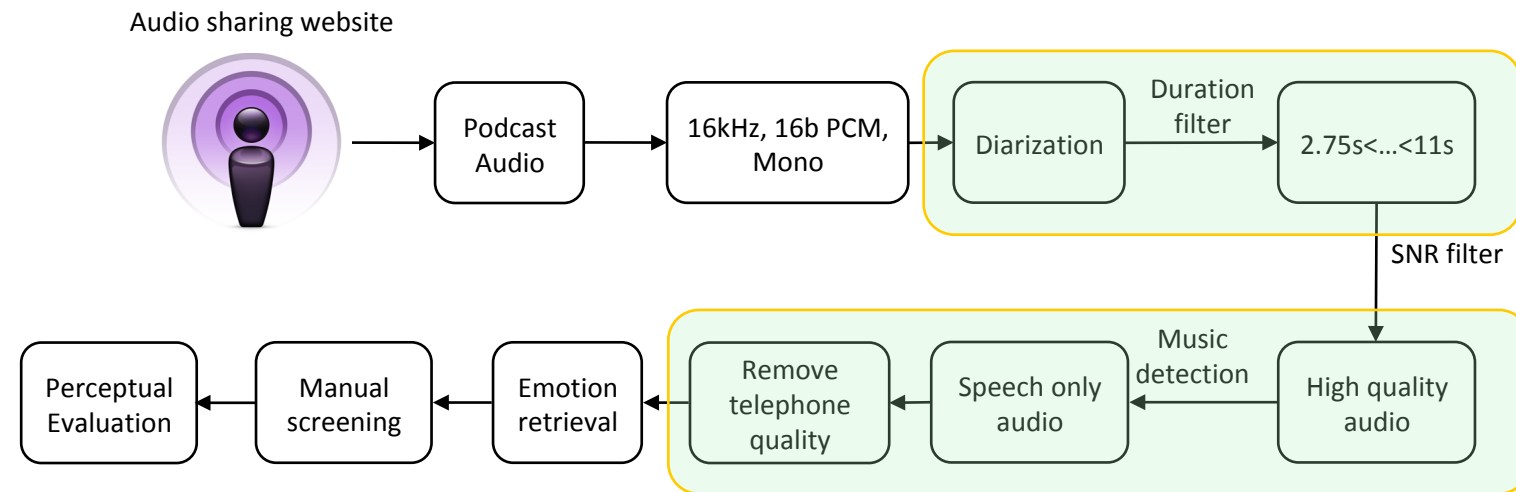 Audio sharing website
Podcast
Audio
16kHz, 16b PCM,
Mono
Diarization
Duration
filter
2.75s<...<11s
SNR filter
High quality
audio
Music
detection
Speech only
audio
Remove
telephone
quality
Emotion
retrieval
Manual
screening
Perceptual
Evaluation